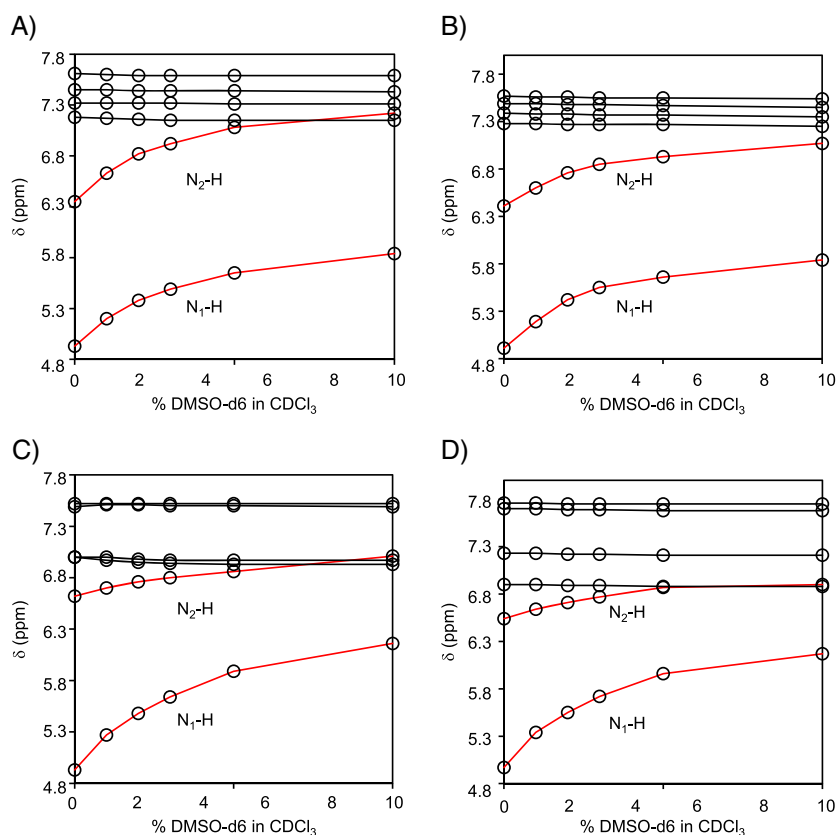 A)
7.8
7.3
6.8
δ (ppm)
5.8
5.3
4.8
N₂-H
N₁-H
0 2 4 6 8 10
% DMSO-d6 in CDCl₃
B)
7.8
7.3
6.8
6.3
δ (ppm)
5.8
5.3
4.8
N₂-H
N₁-H
0 2 4 6 8 10
% DMSO-d6 in CDCl₃
C)
7.8
7.3
6.8
6.3
δ (ppm)
5.8
5.3
4.8
N₂-H
N₁-H
0 2 4 6 8 10
% DMSO-d6 in CDCl₃
D)
7.8
7.3
6.8
6.3
δ (ppm)
5.8
5.3
4.8
N₂-H
N₁-H
0 2 4 6 8 10
% DMSO-d6 in CDCl₃